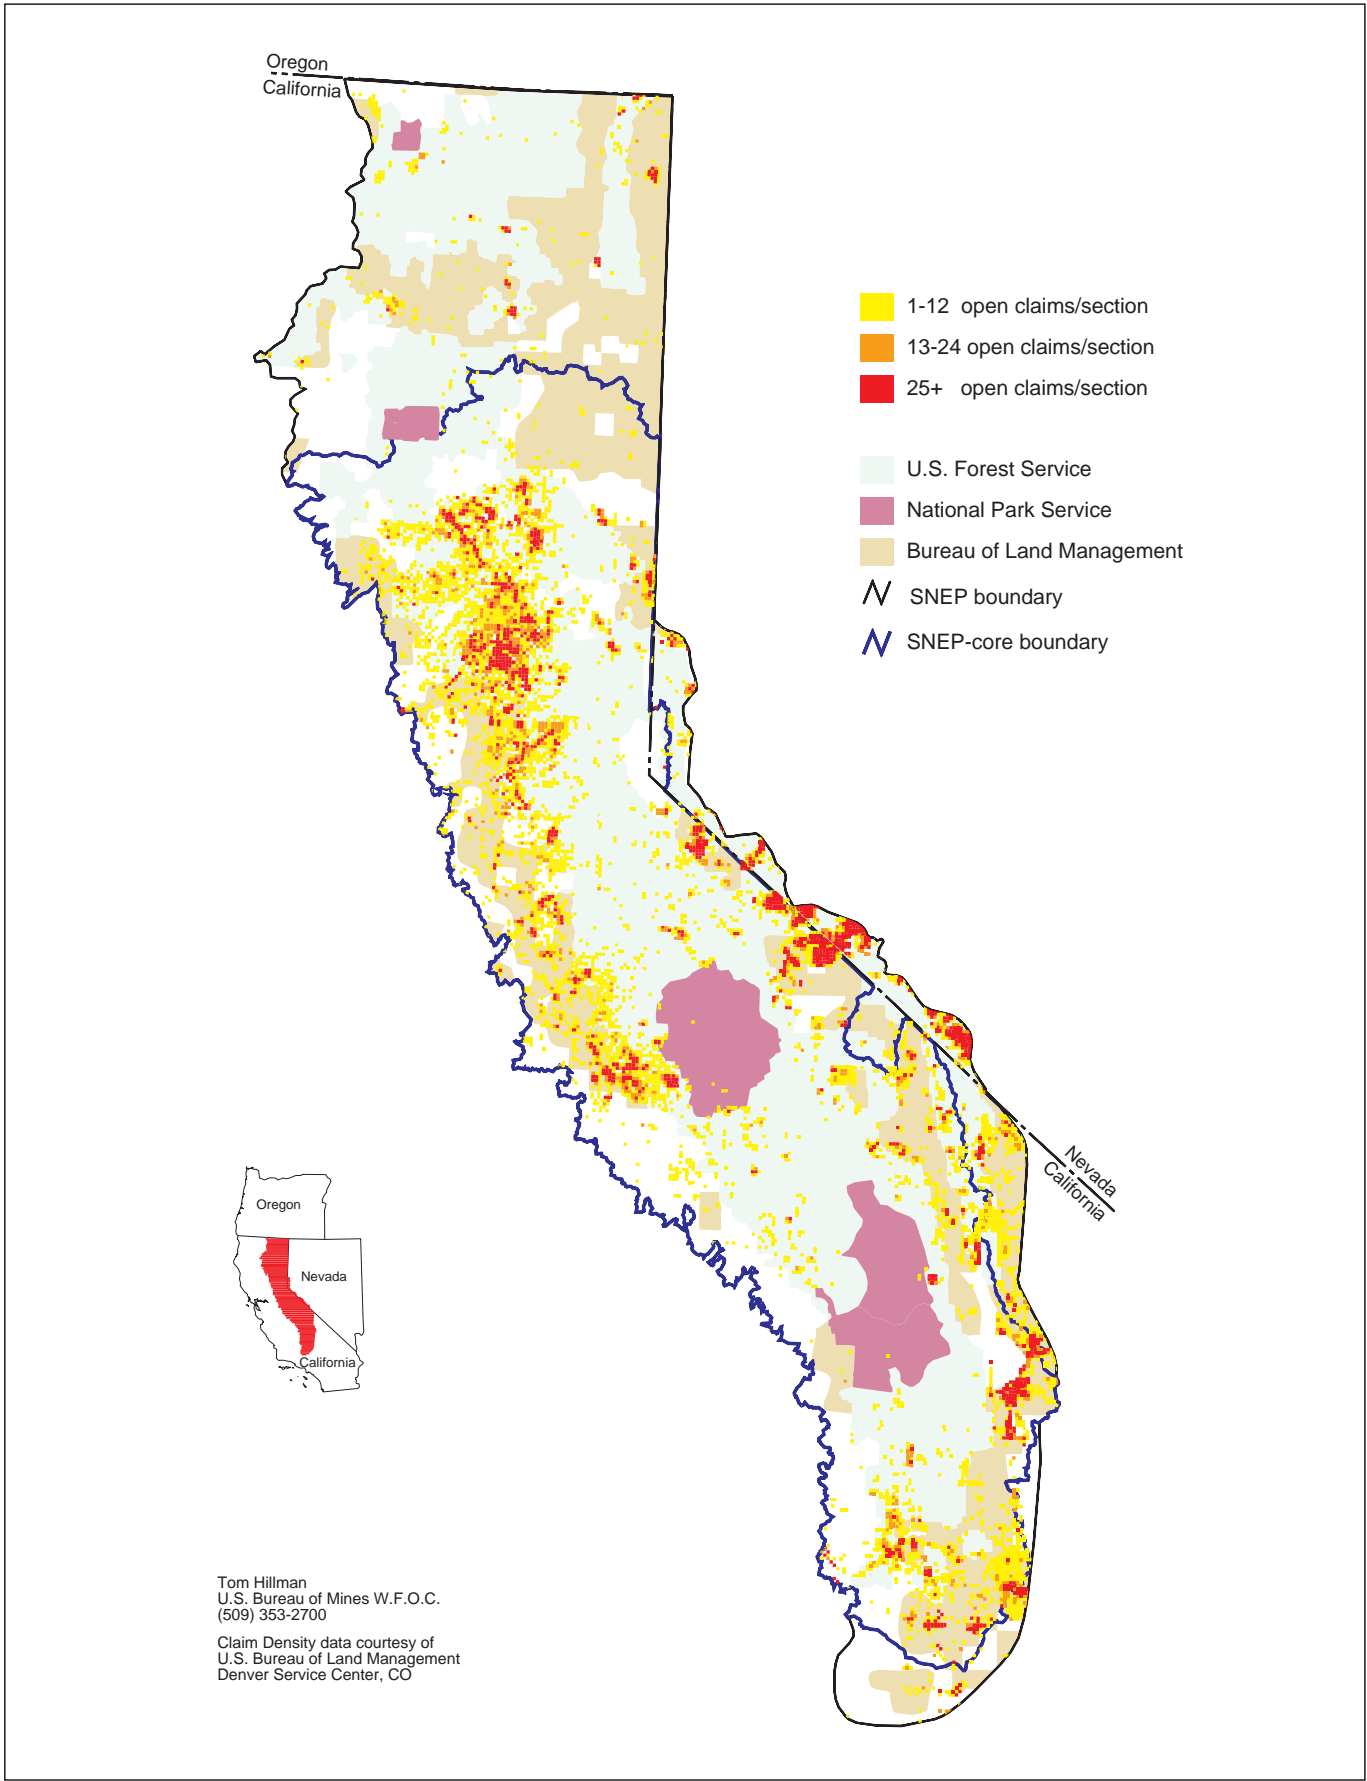 Oregon
California
1-12 open claims/section
13-24 open claims/section
25+ open claims/section
U.S. Forest Service
National Park Service
Bureau of Land Management
SNEP boundary
SNEP-core boundary
Nevada
California
Oregon
Nevada
California
Tom Hillman
U.S. Bureau of Mines W.F.O.C.
(509) 353-2700
Claim Density data courtesy of
U.S. Bureau of Land Management
Denver Service Center, CO